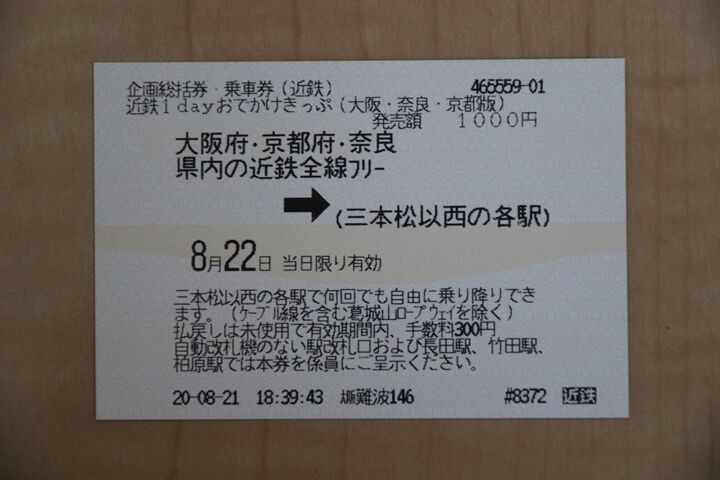 企画総括券・乗車券（近鉄） 465559-01
近鉄１ｄａｙおでかけきっぷ（大阪・奈良・京都版）
発売額 １０００円
大阪府・京都府・奈良
県内の近鉄全線ﾌﾘｰ
➡ (三本松以西の各駅)
8月22日 当日限り有効
三本松以西の各駅で何回でも自由に乗り降りでき
ます。（ｹｰﾌﾞﾙ線を含む葛城山ﾛｰﾌﾟｳｪｲを除く）
払戻しは未使用で有効期間内、手数料300円
自動改札機のない駅改札口および長田駅、竹田駅、
柏原駅では本券を係員にご呈示ください。
20-08-21 18:39:43 大阪難波146 #8372 近鉄